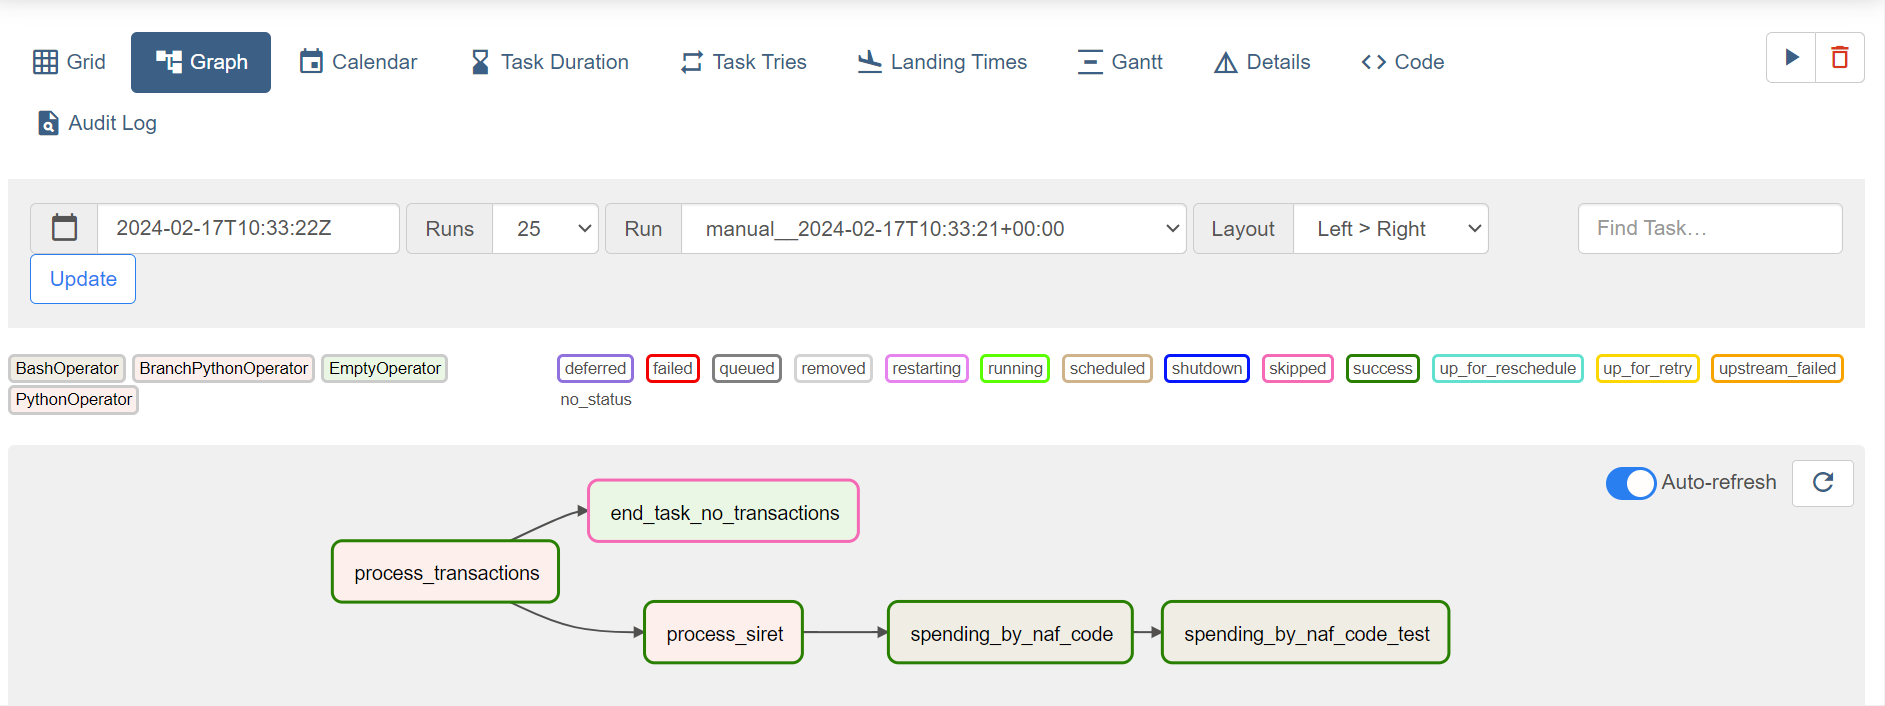 Grid Graph Calendar Task Duration Task Tries Landing Times Gantt Details <> Code
Audit Log
2024-02-17T10:33:22Z Runs 25 Run manual__2024-02-17T10:33:21+00:00 Layout Left > Right Find Task…
Update
BashOperator BranchPythonOperator EmptyOperator deferred failed queued removed restarting running scheduled shutdown skipped success up_for_reschedule up_for_retry upstream_failed
PythonOperator no_status
Auto-refresh
end_task_no_transactions
process_transactions
process_siret spending_by_naf_code spending_by_naf_code_test